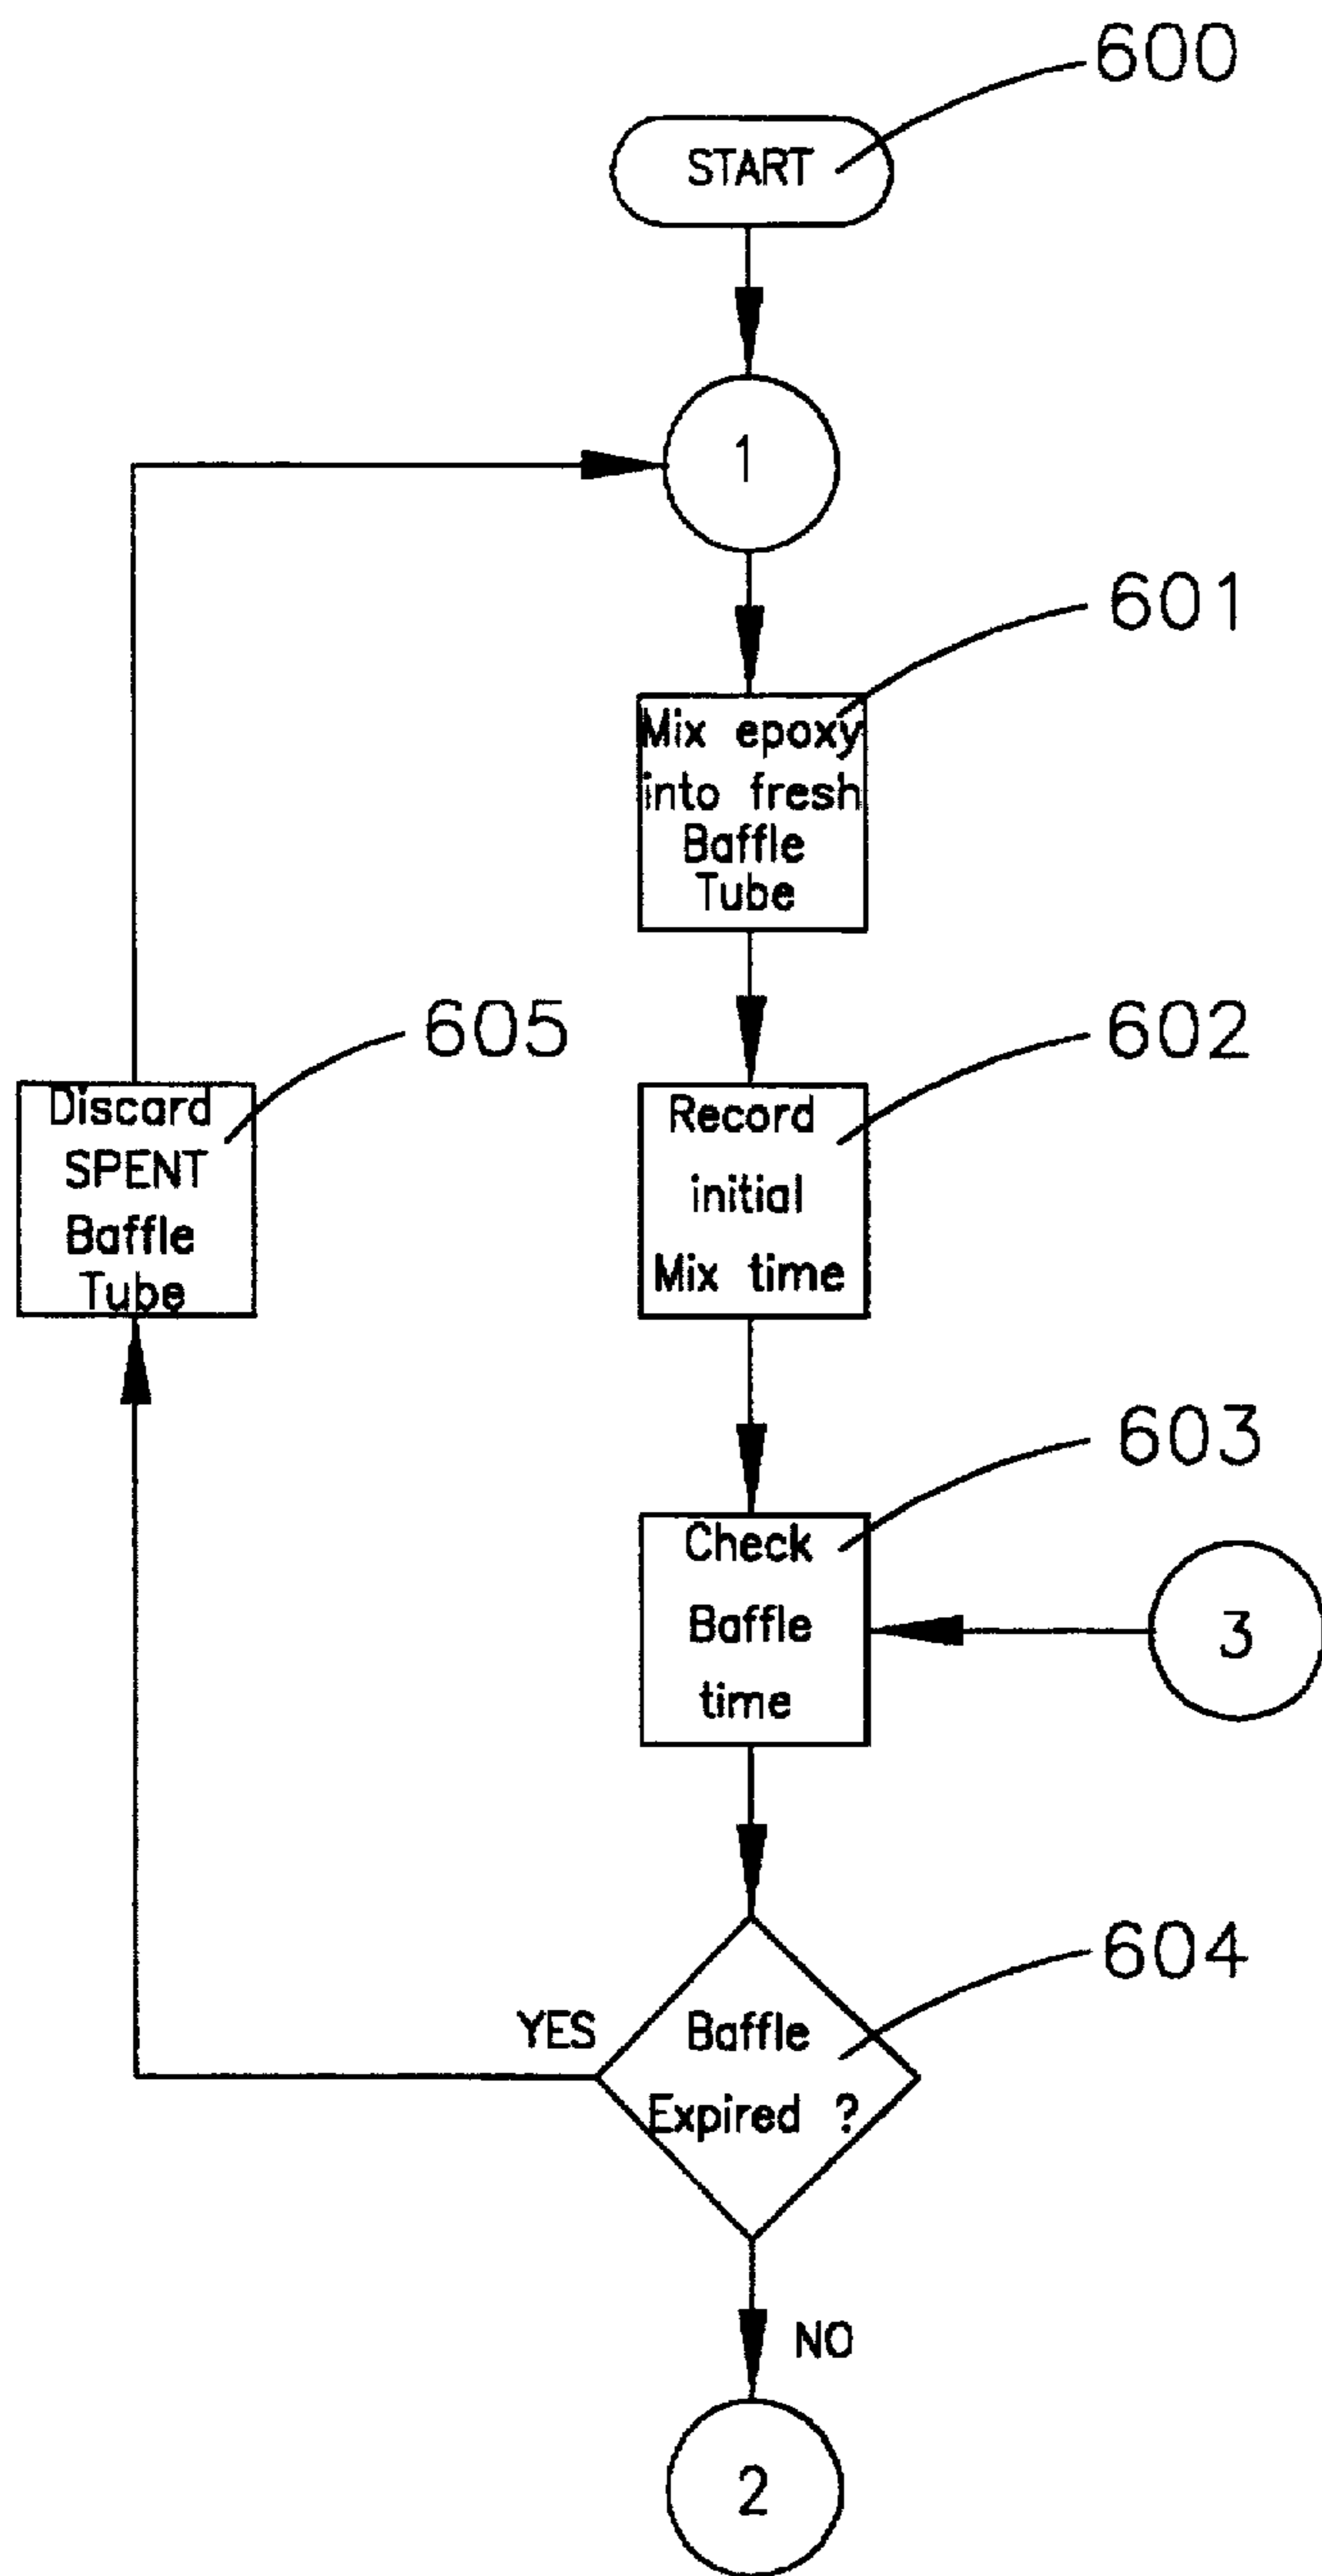 600
START
1
601
Mix epoxy
into fresh
Baffle
Tube
605
602
Discard
SPENT
Baffle
Tube
Record
initial
Mix time
603
Check
Baffle
time
3
604
YES
Baffle
Expired ?
NO
2